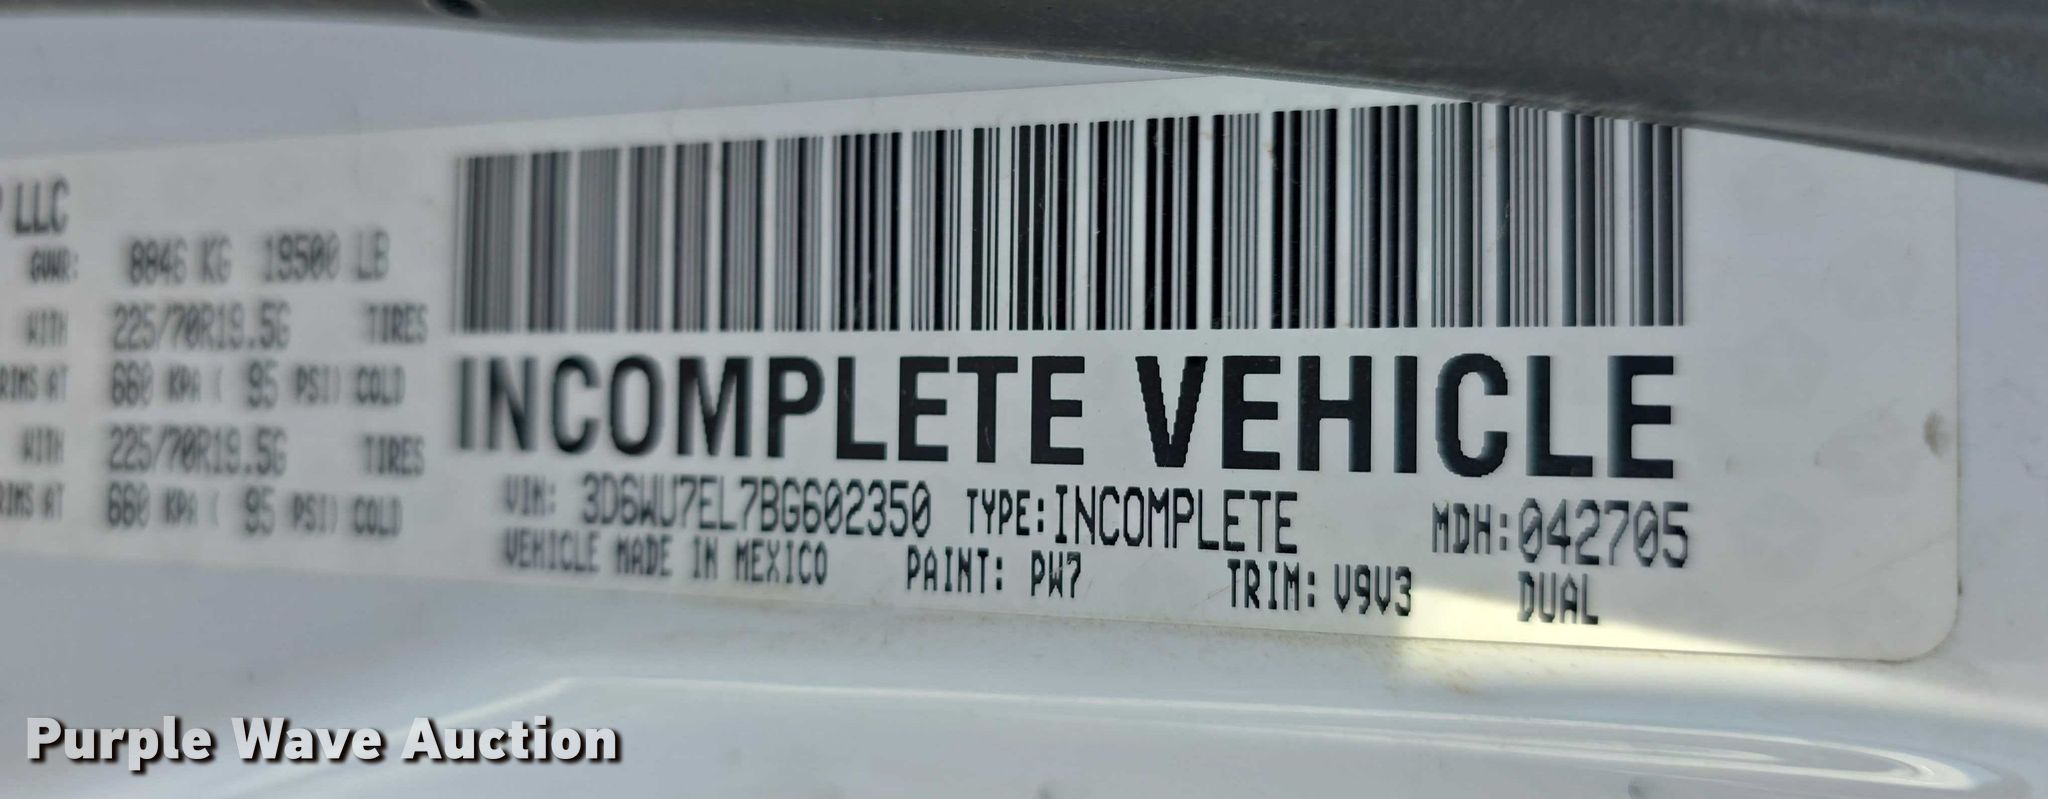 LLC
GVWR: 8846 KG 19500 LB
WITH 225/70R19.5G TIRES
RIMS AT 660 KPA ( 95 PSI) COLD
WITH 225/70R19.5G TIRES
RIMS AT 660 KPA ( 95 PSI) COLD
INCOMPLETE VEHICLE
VIN: 3D6WU7EL7BG602350 TYPE: INCOMPLETE MDH: 042705
VEHICLE MADE IN MEXICO PAINT: PW7 TRIM: V9V3 DUAL
Purple Wave Auction